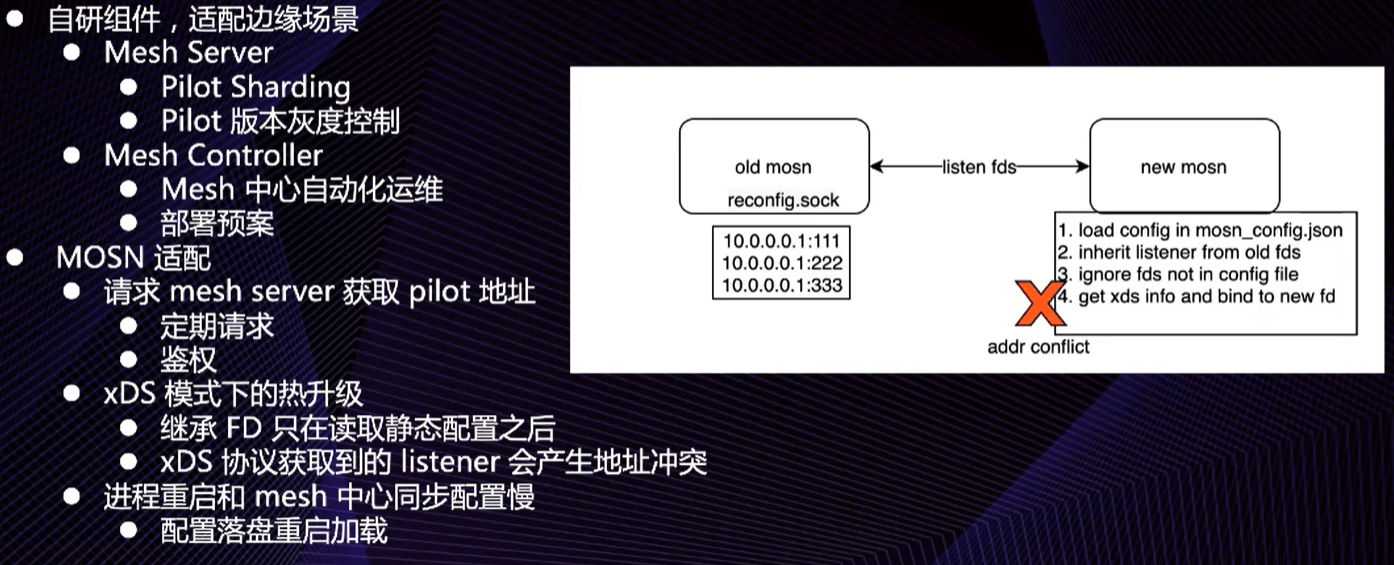 自研组件，适配边缘场景
Mesh Server
Pilot Sharding
Pilot 版本灰度控制
Mesh Controller
Mesh 中心自动化运维
部署预案
MOSN 适配
请求 mesh server 获取 pilot 地址
定期请求
鉴权
xDS 模式下的热升级
继承 FD 只在读取静态配置之后
xDS 协议获取到的 listener 会产生地址冲突
进程重启和 mesh 中心同步配置慢
配置落盘重启加载
old mosn
reconfig.sock
listen fds
new mosn
10.0.0.0.1:111
10.0.0.0.1:222
10.0.0.0.1:333
1. load config in mosn_config.json
2. inherit listener from old fds
3. ignore fds not in config file
4. get xds info and bind to new fd
addr conflict